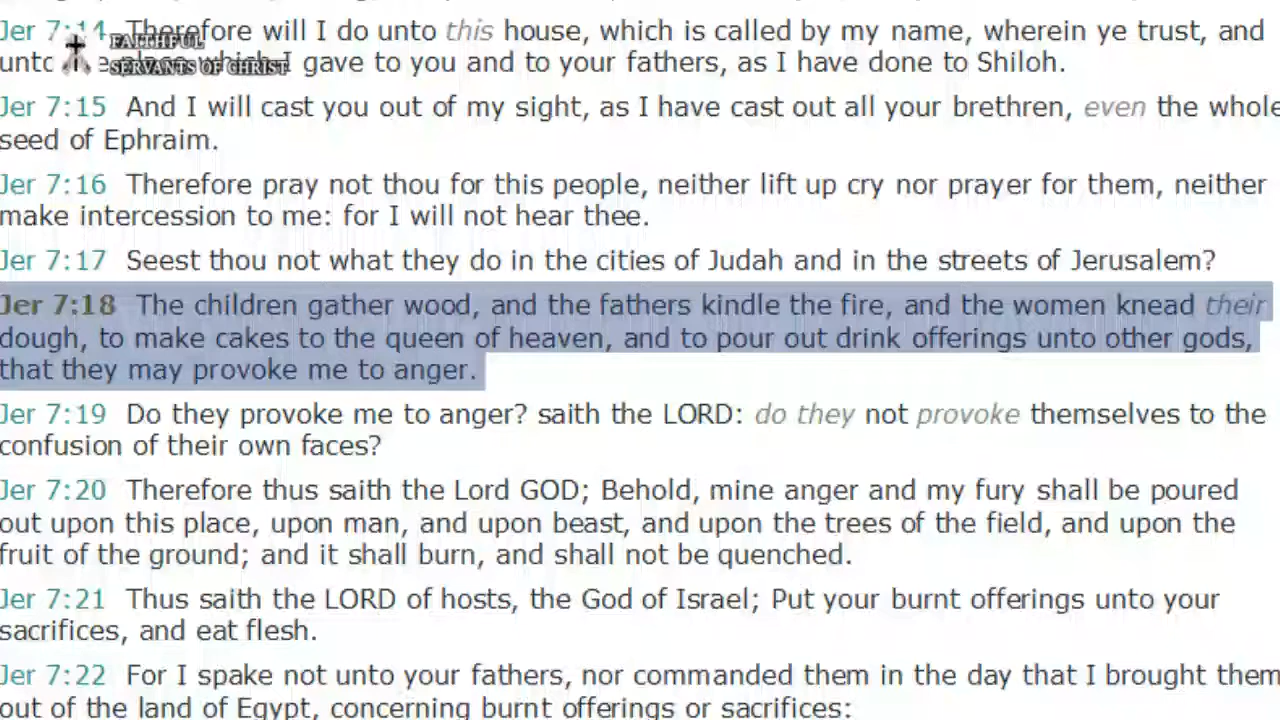 Jer 7:14 Therefore will I do unto this house, which is called by my name, wherein ye trust, and
FAITHFUL
unto I gave to you and to your fathers, as I have done to Shiloh.
SERVANTS OF CHRIST
Jer 7:15 And I will cast you out of my sight, as I have cast out all your brethren, even the whole
seed of Ephraim.
Jer 7:16 Therefore pray not thou for this people, neither lift up cry nor prayer for them, neither
make intercession to me: for I will not hear thee.
Jer 7:17 Seest thou not what they do in the cities of Judah and in the streets of Jerusalem?
Jer 7:18 The children gather wood, and the fathers kindle the fire, and the women knead their
dough, to make cakes to the queen of heaven, and to pour out drink offerings unto other gods,
that they may provoke me to anger.
Jer 7:19 Do they provoke me to anger? saith the LORD: do they not provoke themselves to the
confusion of their own faces?
Jer 7:20 Therefore thus saith the Lord GOD; Behold, mine anger and my fury shall be poured
out upon this place, upon man, and upon beast, and upon the trees of the field, and upon the
fruit of the ground; and it shall burn, and shall not be quenched.
Jer 7:21 Thus saith the LORD of hosts, the God of Israel; Put your burnt offerings unto your
sacrifices, and eat flesh.
Jer 7:22 For I spake not unto your fathers, nor commanded them in the day that I brought them
out of the land of Egypt, concerning burnt offerings or sacrifices: